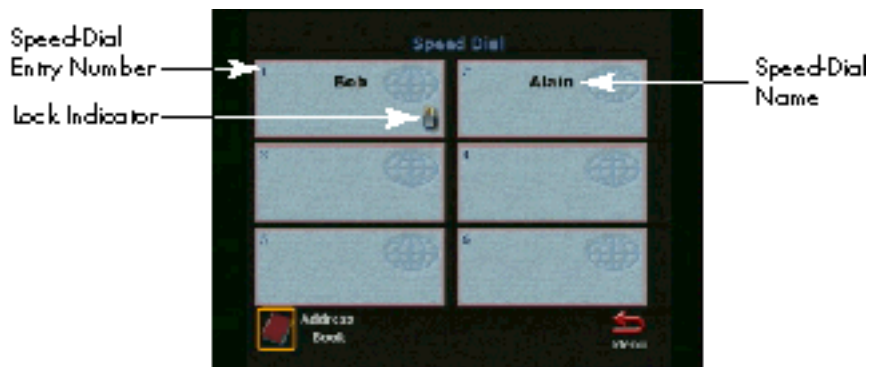 Speed-Dial
Entry Number
Lock Indicator
Speed Dial
1
Bob
2
Alain
3
4
5
6
Address
Book
Menu
Speed-Dial
Name